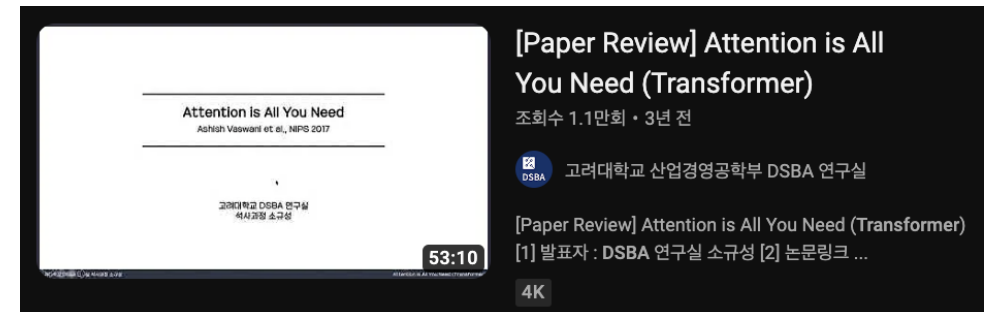 Attention is All You Need
Ashish Vaswani et al., NIPS 2017
고려대학교 DSBA 연구실
석사과정 소규성
53:10
[Paper Review] Attention is All
You Need (Transformer)
조회수 1.1만회 • 3년 전
DSBA
고려대학교 산업경영공학부 DSBA 연구실
[Paper Review] Attention is All You Need (Transformer)
[1] 발표자 : DSBA 연구실 소규성 [2] 논문링크 ...
4K